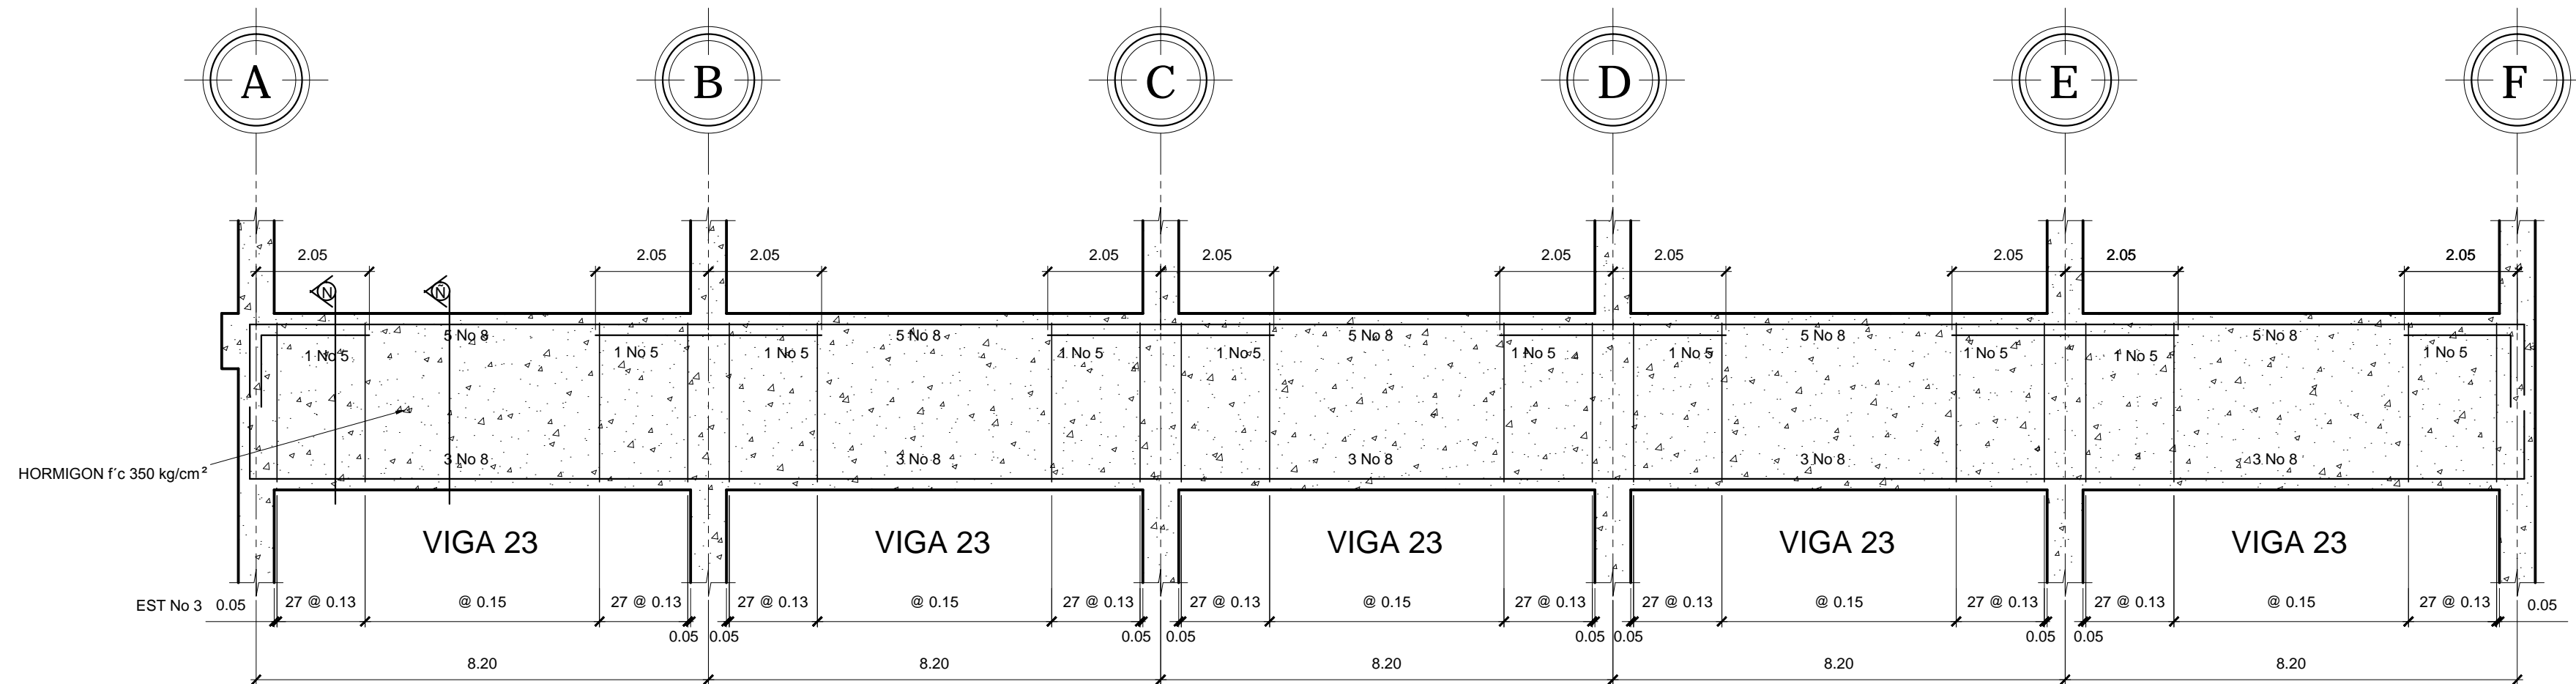 A B C D E F
2.05 2.05 2.05 2.05 2.05 2.05 2.05 2.05 2.05 2.05
N Ñ
5 No 8 5 No 8 5 No 8 5 No 8 5 No 8
1 No 5 1 No 5 1 No 5 1 No 5 1 No 5 1 No 5 1 No 5 1 No 5 1 No 5 1 No 5
3 No 8 3 No 8 3 No 8 3 No 8 3 No 8
HORMIGON f´c 350 kg/cm²
VIGA 23 VIGA 23 VIGA 23 VIGA 23 VIGA 23
EST No 3 0.05 27 @ 0.13 @ 0.15 27 @ 0.13 27 @ 0.13 @ 0.15 27 @ 0.13 27 @ 0.13 @ 0.15 27 @ 0.13 27 @ 0.13 @ 0.15 27 @ 0.13 27 @ 0.13 @ 0.15 27 @ 0.13 0.05
0.05 0.05 0.05 0.05 0.05 0.05 0.05 0.05
8.20 8.20 8.20 8.20 8.20